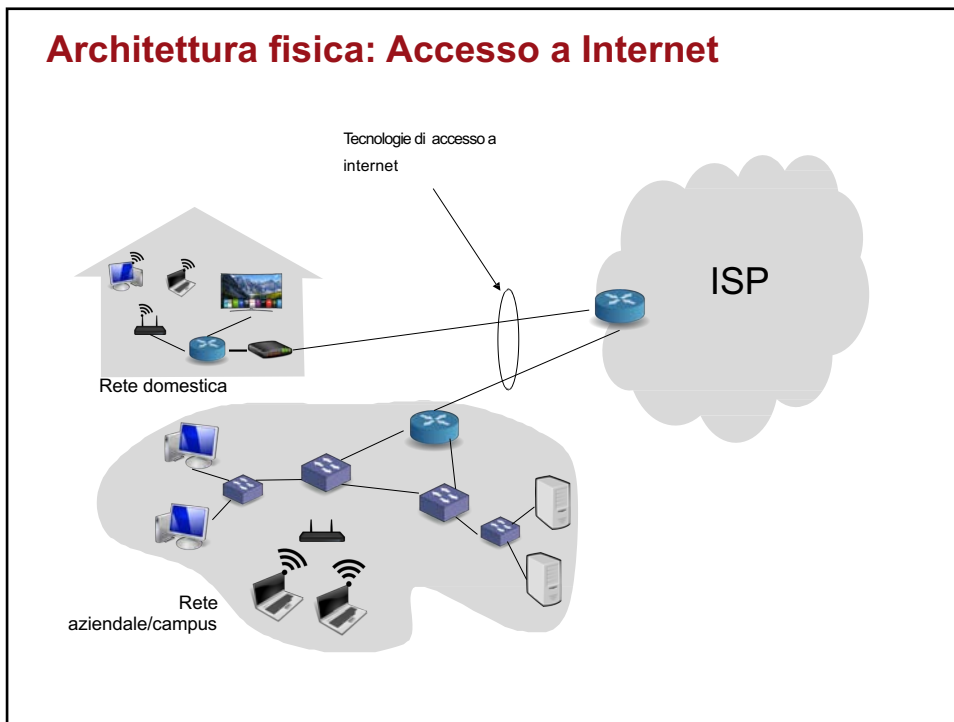 Architettura fisica: Accesso a Internet
Tecnologie di accesso a
internet
ISP
Rete domestica
Rete
aziendale/campus